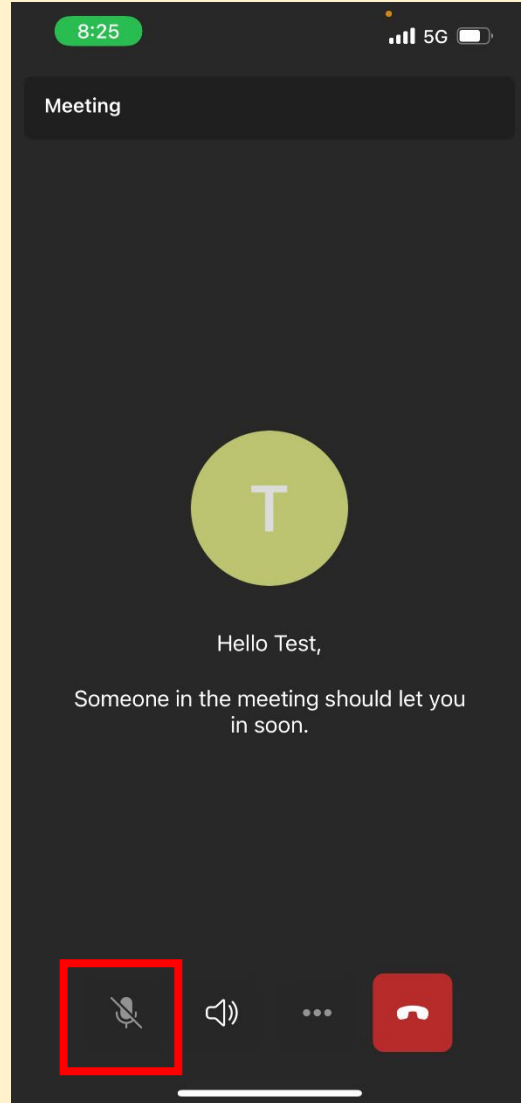 8:25
5G
Meeting
T
Hello Test,
Someone in the meeting should let you
in soon.